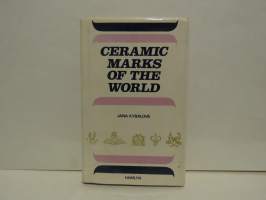 CERAMIC
MARKS
OF THE
WORLD
JANA KYBALOVÁ
HAMLYN